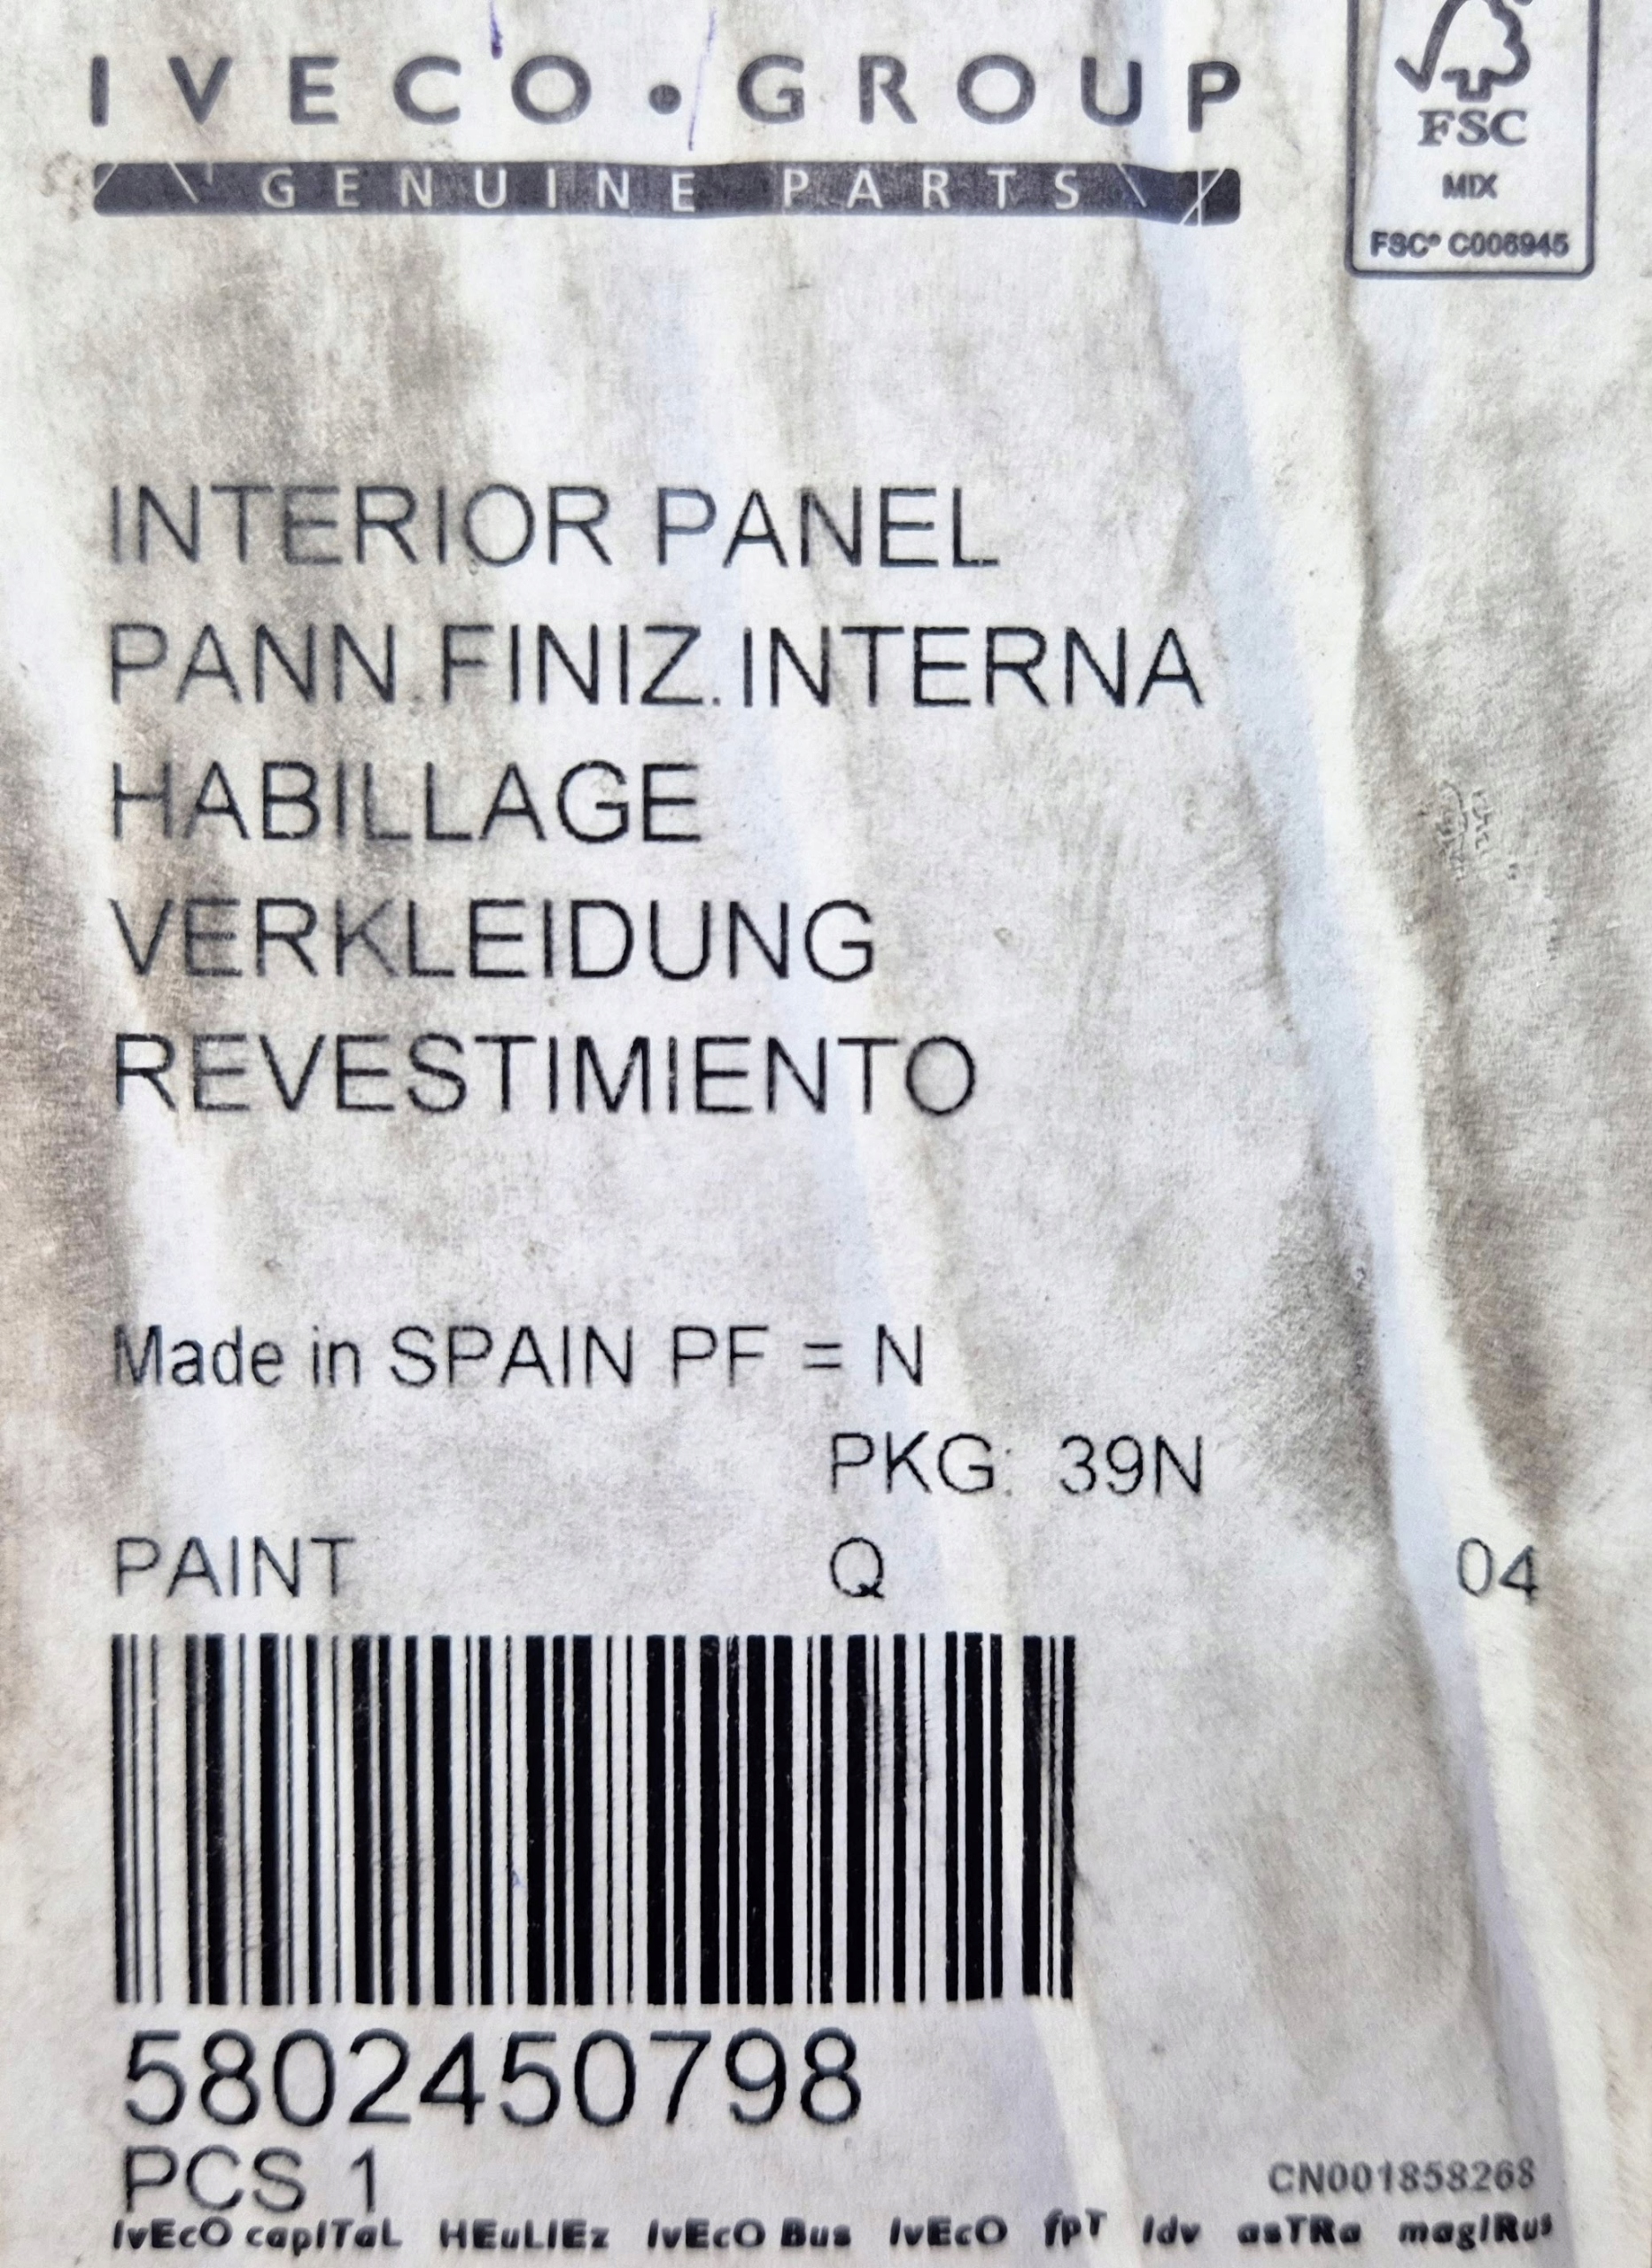 IVECO•GROUP
GENUINE PARTS
FSC
MIX
FSC® C006945
INTERIOR PANEL
PANN.FINIZ.INTERNA
HABILLAGE
VERKLEIDUNG
REVESTIMIENTO
Made in SPAIN PF = N
PKG: 39N
PAINT Q 04
5802450798
PCS 1
CN001858268
IvEcO capITaL HEuLIEz IvEcO Bus IvEcO fpT Idv asTRa magIRus